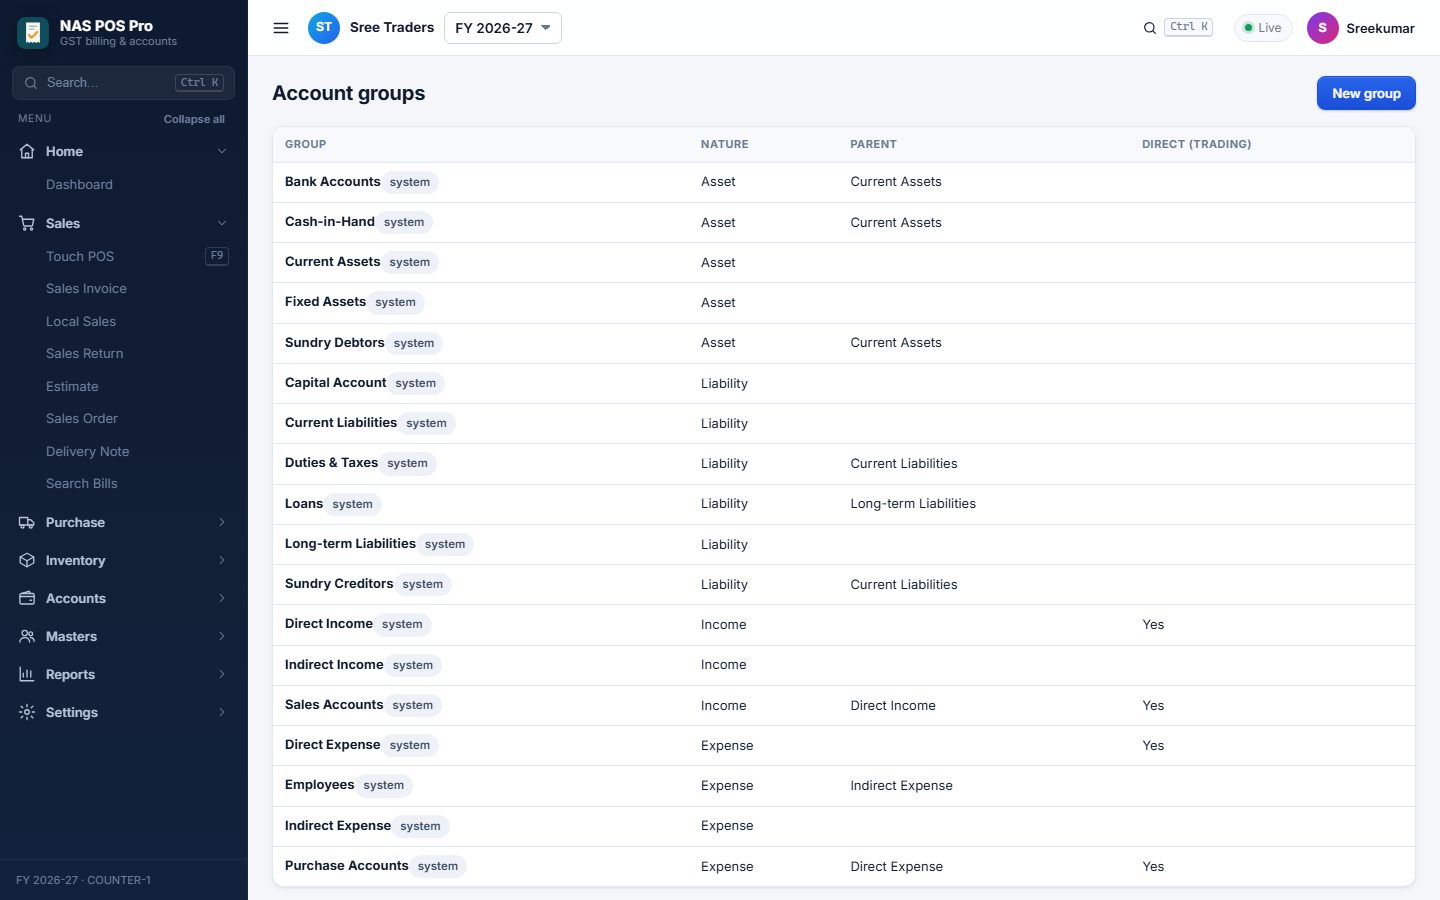 NAS POS Pro
GST billing & accounts
Search... Ctrl K
MENU Collapse all
Home
Dashboard
Sales
Touch POS F9
Sales Invoice
Local Sales
Sales Return
Estimate
Sales Order
Delivery Note
Search Bills
Purchase
Inventory
Accounts
Masters
Reports
Settings
FY 2026-27 · COUNTER-1
ST Sree Traders FY 2026-27 Ctrl K Live S Sreekumar
Account groups New group
GROUP NATURE PARENT DIRECT (TRADING)
Bank Accounts system Asset Current Assets
Cash-in-Hand system Asset Current Assets
Current Assets system Asset
Fixed Assets system Asset
Sundry Debtors system Asset Current Assets
Capital Account system Liability
Current Liabilities system Liability
Duties & Taxes system Liability Current Liabilities
Loans system Liability Long-term Liabilities
Long-term Liabilities system Liability
Sundry Creditors system Liability Current Liabilities
Direct Income system Income Yes
Indirect Income system Income
Sales Accounts system Income Direct Income Yes
Direct Expense system Expense Yes
Employees system Expense Indirect Expense
Indirect Expense system Expense
Purchase Accounts system Expense Direct Expense Yes